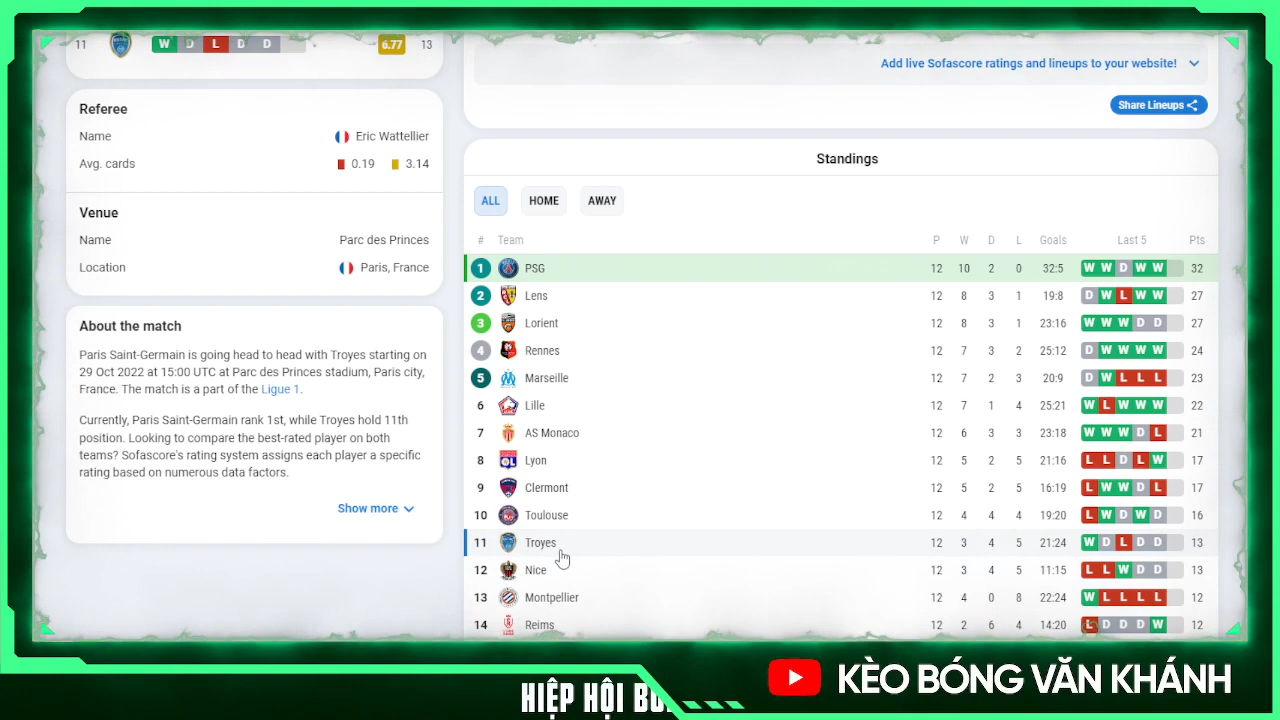 11 W D L D D 6.77 13
Referee
Name Eric Wattellier
Avg. cards 0.19 3.14
Venue
Name Parc des Princes
Location Paris, France
About the match
Paris Saint-Germain is going head to head with Troyes starting on
29 Oct 2022 at 15:00 UTC at Parc des Princes stadium, Paris city,
France. The match is a part of the Ligue 1.
Currently, Paris Saint-Germain rank 1st, while Troyes hold 11th
position. Looking to compare the best-rated player on both
teams? Sofascore's rating system assigns each player a specific
rating based on numerous data factors.
Show more
Add live Sofascore ratings and lineups to your website!
Share Lineups
Standings
ALL HOME AWAY
# Team P W D L Goals Last 5 Pts
1 PSG 12 10 2 0 32:5 W W D W W 32
2 Lens 12 8 3 1 19:8 D W L W W 27
3 Lorient 12 8 3 1 23:16 W W W D D 27
4 Rennes 12 7 3 2 25:12 D W W W W 24
5 Marseille 12 7 2 3 20:9 D W L L L 23
6 Lille 12 7 1 4 25:21 W L W W W 22
7 AS Monaco 12 6 3 3 23:18 W W W D L 21
8 Lyon 12 5 2 5 21:16 L L D L W 17
9 Clermont 12 5 2 5 16:19 L W W D L 17
10 Toulouse 12 4 4 4 19:20 L W D W D 16
11 Troyes 12 3 4 5 21:24 W D L D D 13
12 Nice 12 3 4 5 11:15 L L W D D 13
13 Montpellier 12 4 0 8 22:24 W L L L L 12
14 Reims 12 2 6 4 14:20 L D D D W 12
HIỆP HỘI
KÈO BÓNG VĂN KHÁNH